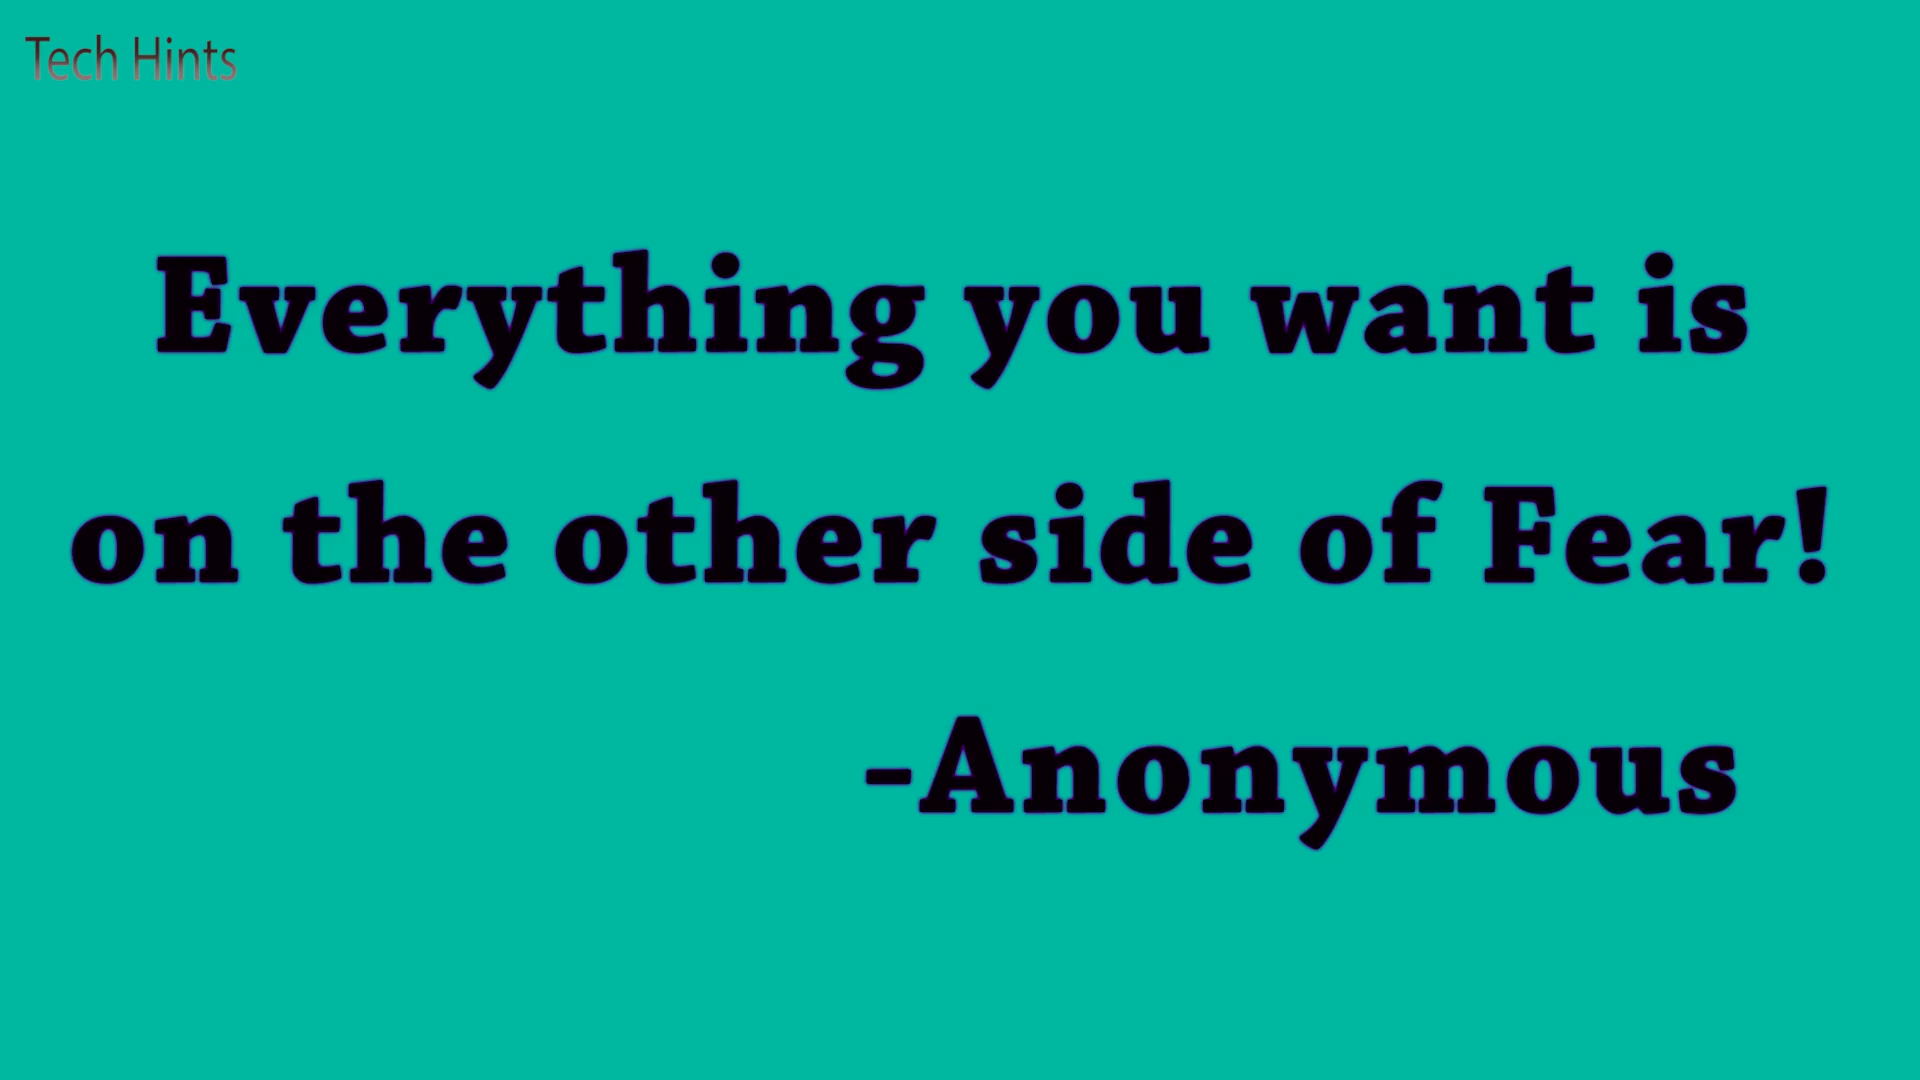 Tech Hints
Everything you want is
on the other side of Fear!
-Anonymous